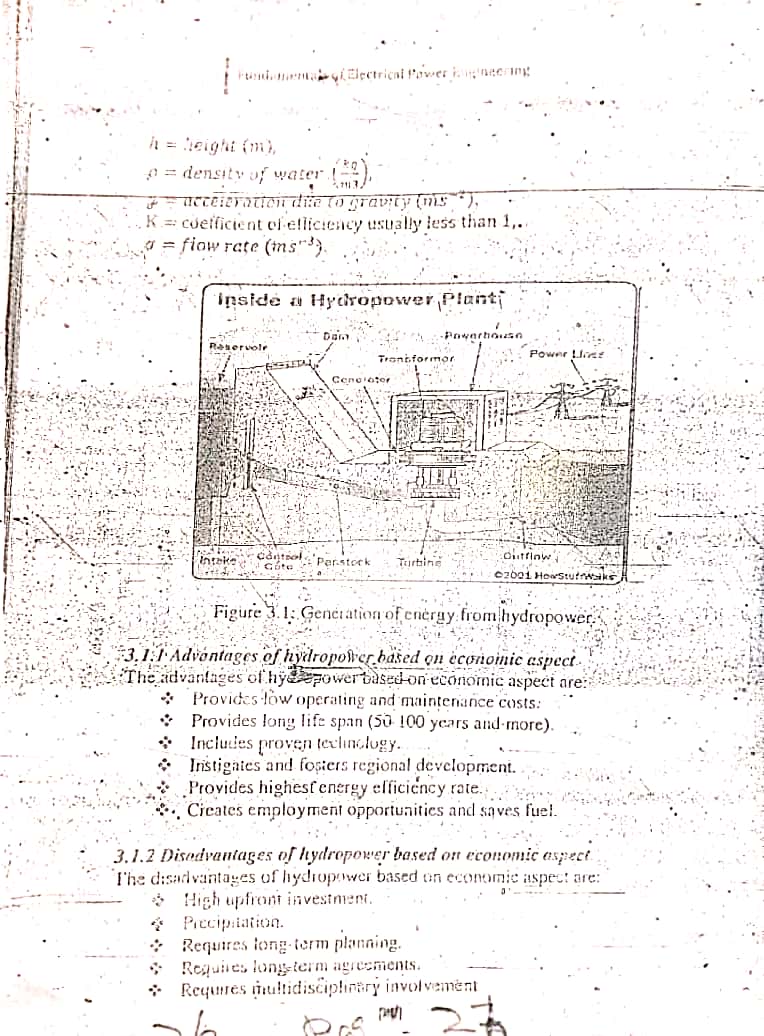 Fundamentals of Electrical Power Engineering
h = height (m),
ρ = density of water (kg/m3),
g = acceleration due to gravity (ms⁻²),
K = coefficient of efficiency usually less than 1,
q = flow rate (ms⁻³).
Inside a Hydropower Plant
Dam
Powerhouse
Reservoir
Transformer
Power Lines
Generator
Intake
Control Gate
Penstock
Turbine
Outflow
©2001 HowStuffWorks
Figure 3.1: Generation of energy from hydropower.
3.1.1 Advantages of hydropower based on economic aspect
The advantages of hydropower based on economic aspect are:
❖ Provides low operating and maintenance costs.
❖ Provides long life span (50-100 years and more).
❖ Includes proven technology.
❖ Instigates and fosters regional development.
❖ Provides highest energy efficiency rate.
❖ Creates employment opportunities and saves fuel.
3.1.2 Disadvantages of hydropower based on economic aspect
The disadvantages of hydropower based on economic aspect are:
❖ High upfront investment.
❖ Precipitation.
❖ Requires long-term planning.
❖ Requires long-term agreements.
❖ Requires multidisciplinary involvement